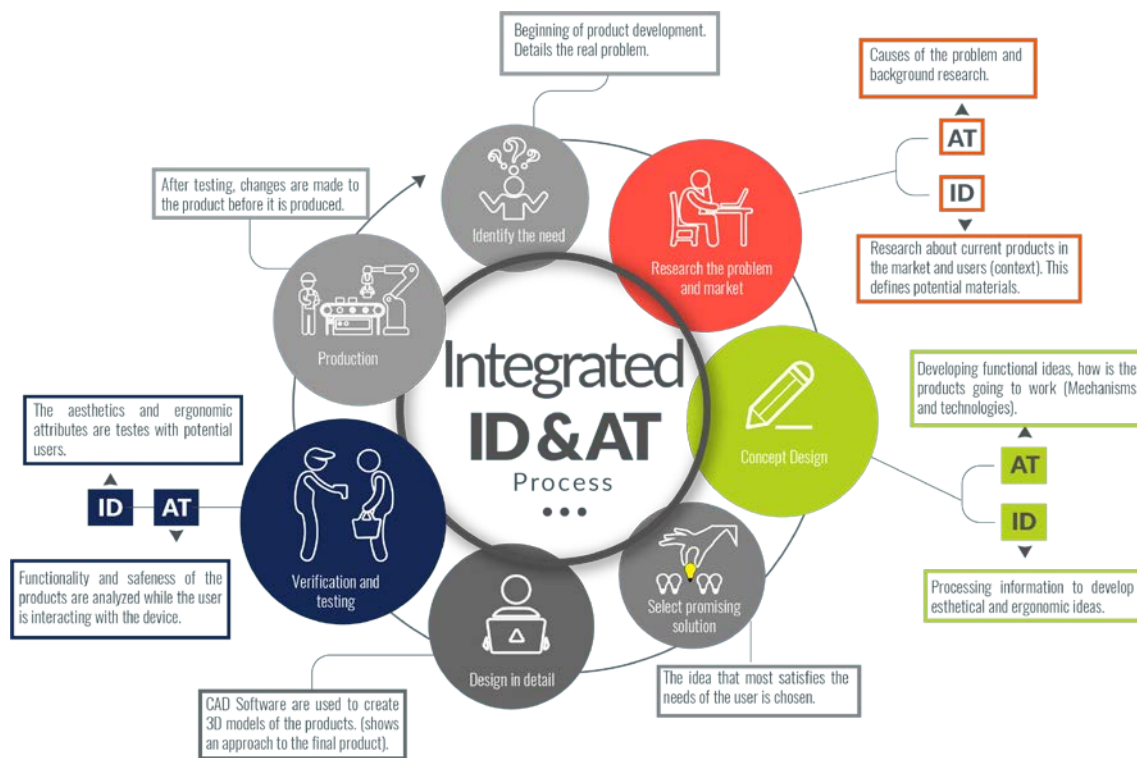 Beginning of product development.
Details the real problem.
Identify the need
Causes of the problem and
background research.
AT
ID
Research about current products in
the market and users (context). This
defines potential materials.
Research the problem
and market
Developing functional ideas, how is the
products going to work (Mechanisms
and technologies).
AT
ID
Processing information to develop
esthetical and ergonomic ideas.
Concept Design
Select promising
solution
The idea that most satisfies the
needs of the user is chosen.
Design in detail
CAD Software are used to create
3D models of the products. (shows
an approach to the final product).
Verification and
testing
The aesthetics and ergonomic
attributes are testes with potential
users.
ID
AT
Functionality and safeness of the
products are analyzed while the user
is interacting with the device.
Production
After testing, changes are made to
the product before it is produced.
Integrated
ID & AT
Process